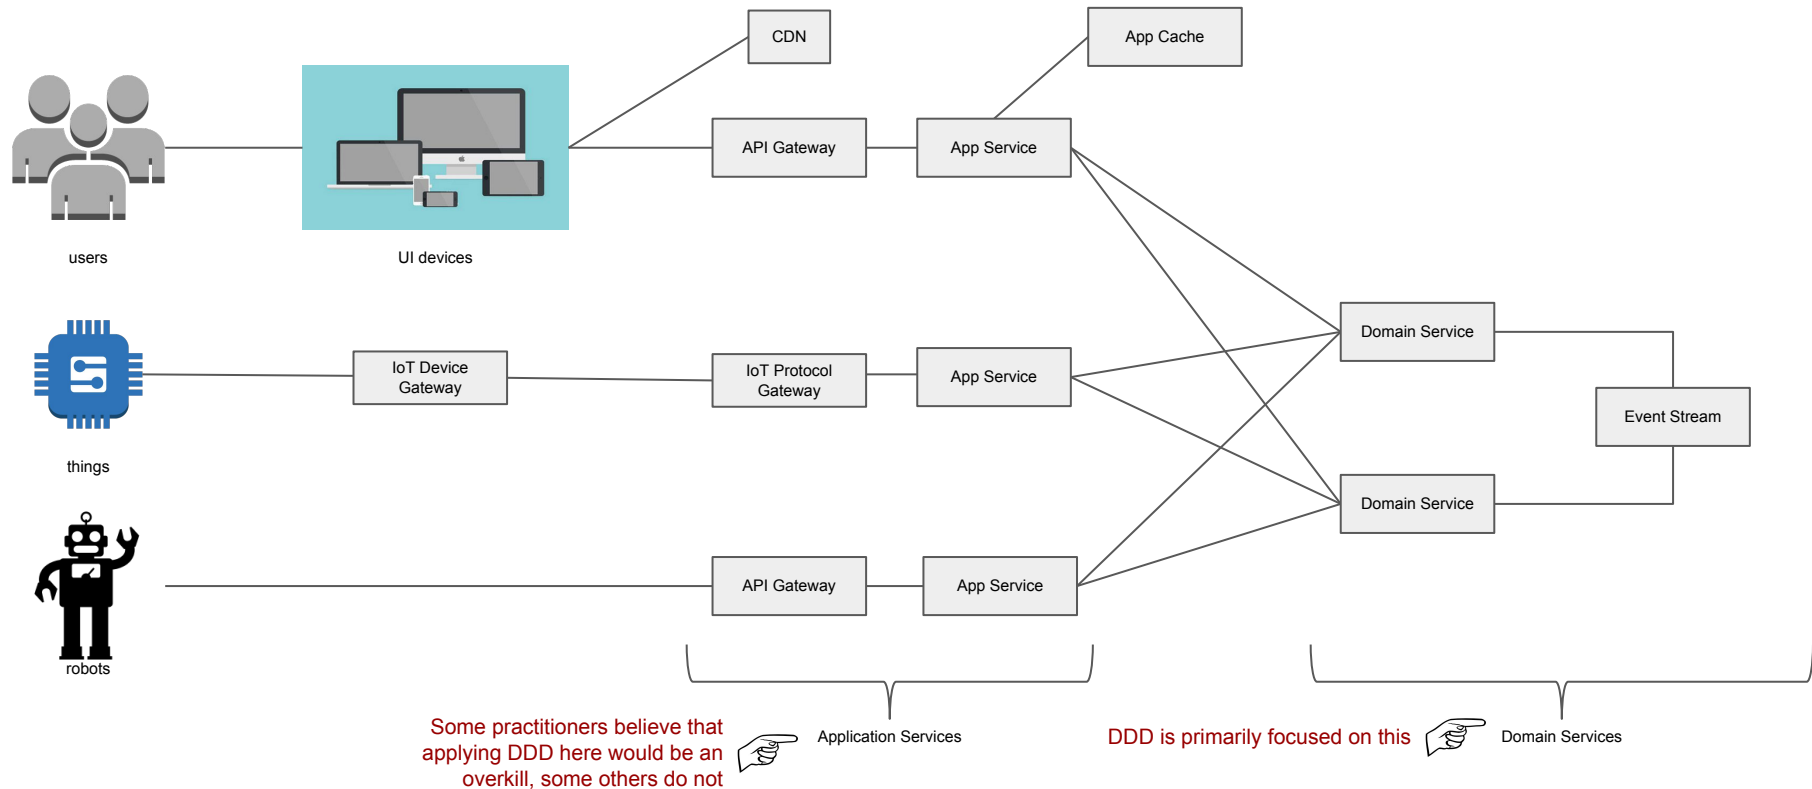 CDN
App Cache
API Gateway
App Service
users
UI devices
Domain Service
IoT Device
Gateway
IoT Protocol
Gateway
App Service
Event Stream
things
Domain Service
API Gateway
App Service
robots
Some practitioners believe that
applying DDD here would be an
overkill, some others do not
Application Services
DDD is primarily focused on this
Domain Services